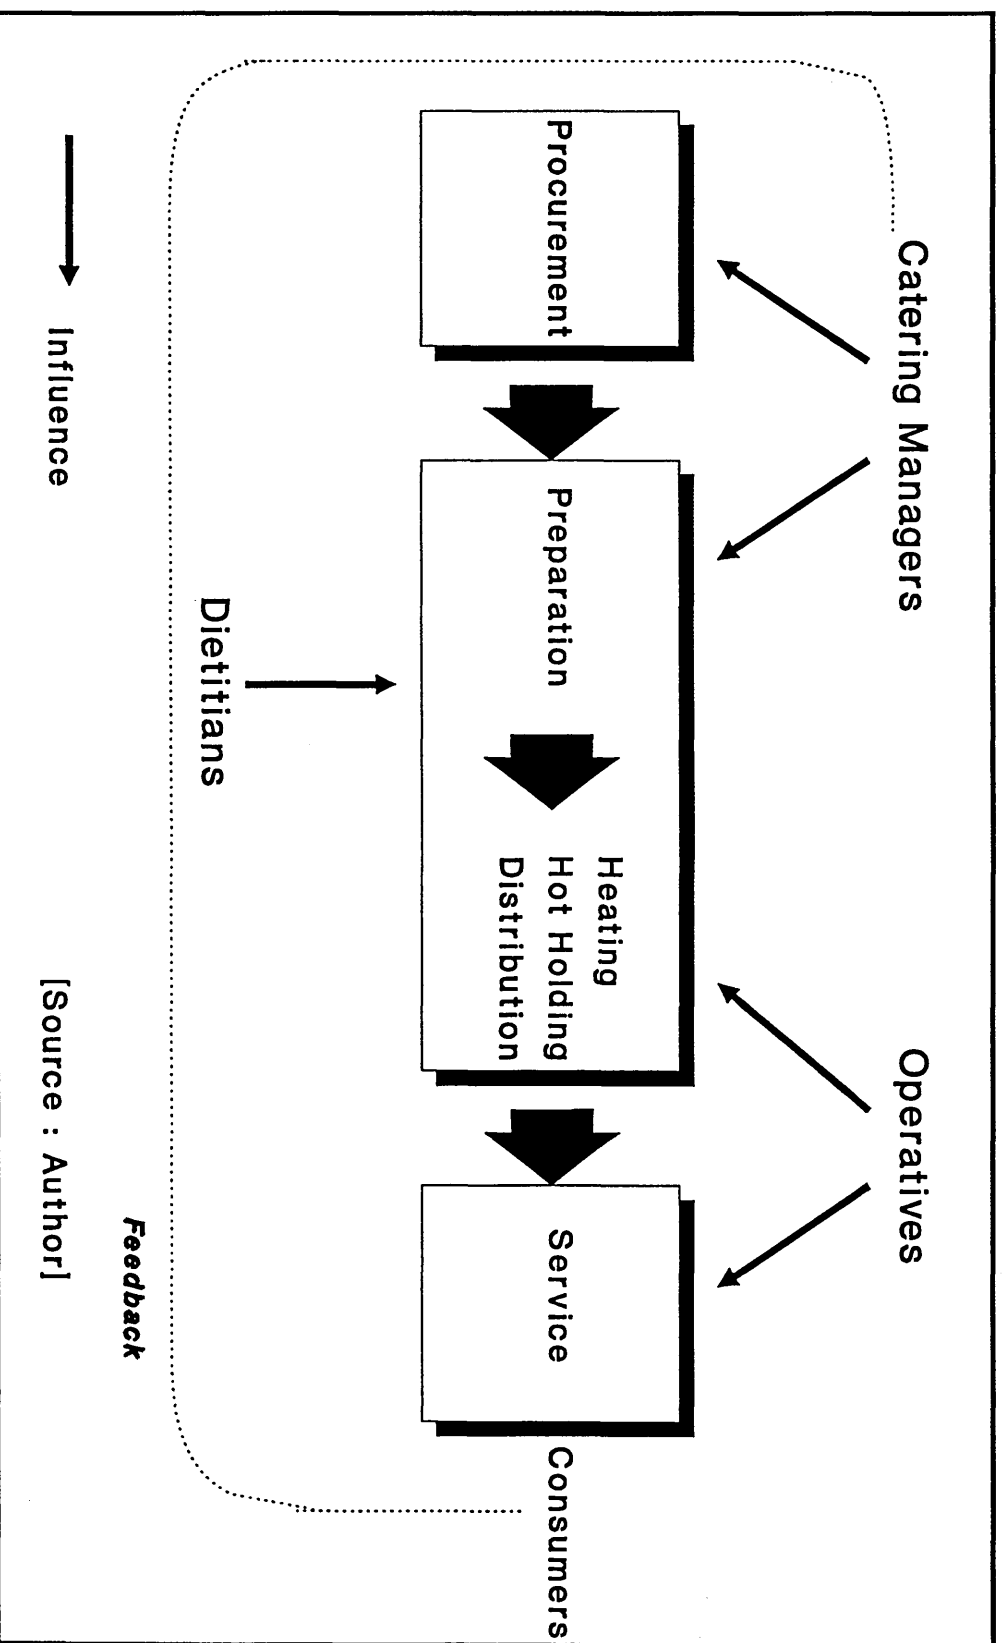 Catering Managers
Operatives
Procurement
Preparation
Heating
Hot Holding
Distribution
Service
Consumers
Dietitians
Feedback
Influence
[Source : Author]